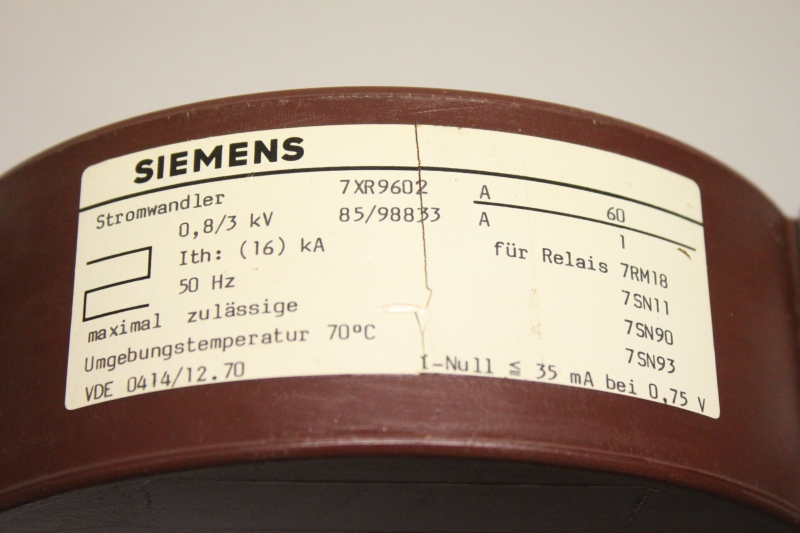 SIEMENS
Stromwandler 7XR9602 A 60
0,8/3 kV 85/98833 A 1
Ith: (16) kA für Relais 7RM18
50 Hz 7SN11
maximal zulässige 7SN90
Umgebungstemperatur 70ºC 7SN93
VDE 0414/12.70 I-Null ≦ 35 mA bei 0,75 V